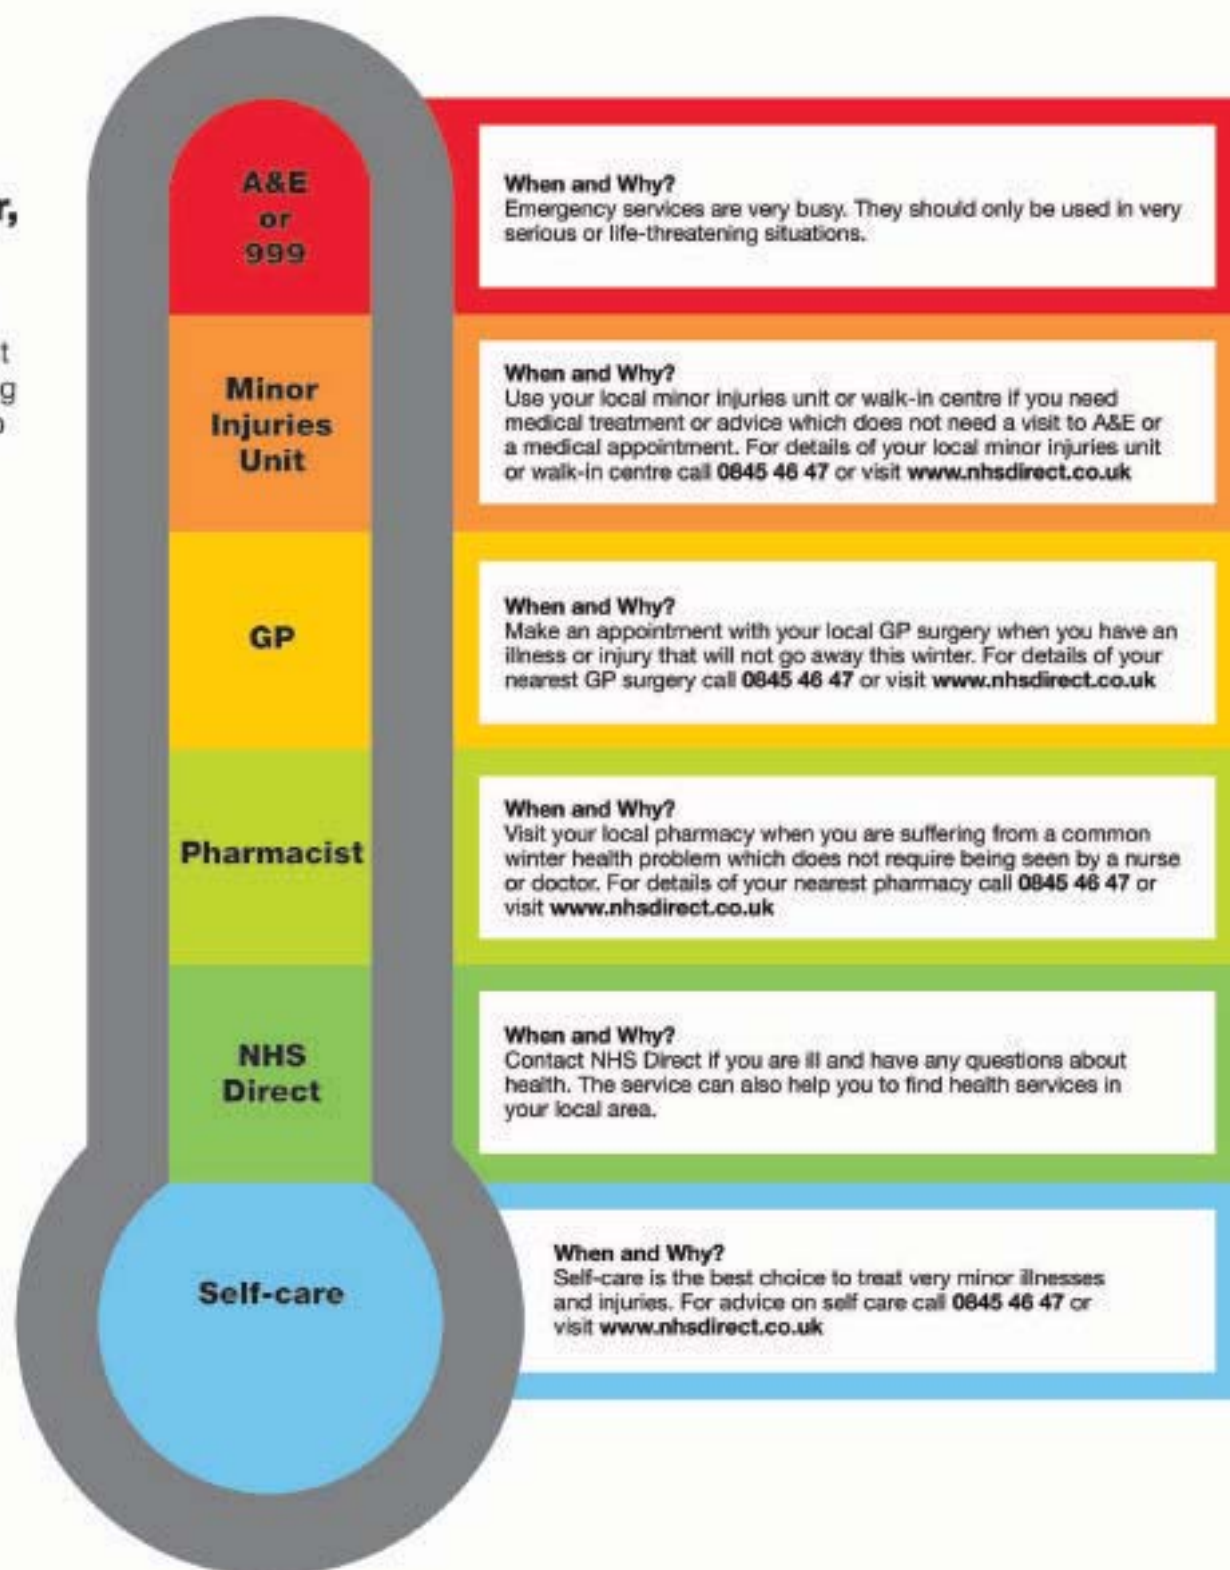 r,
t
g
o
A&E
or
999
When and Why?
Emergency services are very busy. They should only be used in very
serious or life-threatening situations.
Minor
Injuries
Unit
When and Why?
Use your local minor injuries unit or walk-in centre if you need
medical treatment or advice which does not need a visit to A&E or
a medical appointment. For details of your local minor injuries unit
or walk-in centre call 0845 46 47 or visit www.nhsdirect.co.uk
GP
When and Why?
Make an appointment with your local GP surgery when you have an
illness or injury that will not go away this winter. For details of your
nearest GP surgery call 0845 46 47 or visit www.nhsdirect.co.uk
Pharmacist
When and Why?
Visit your local pharmacy when you are suffering from a common
winter health problem which does not require being seen by a nurse
or doctor. For details of your nearest pharmacy call 0845 46 47 or
visit www.nhsdirect.co.uk
NHS
Direct
When and Why?
Contact NHS Direct if you are ill and have any questions about
health. The service can also help you to find health services in
your local area.
Self-care
When and Why?
Self-care is the best choice to treat very minor illnesses
and injuries. For advice on self care call 0845 46 47 or
visit www.nhsdirect.co.uk